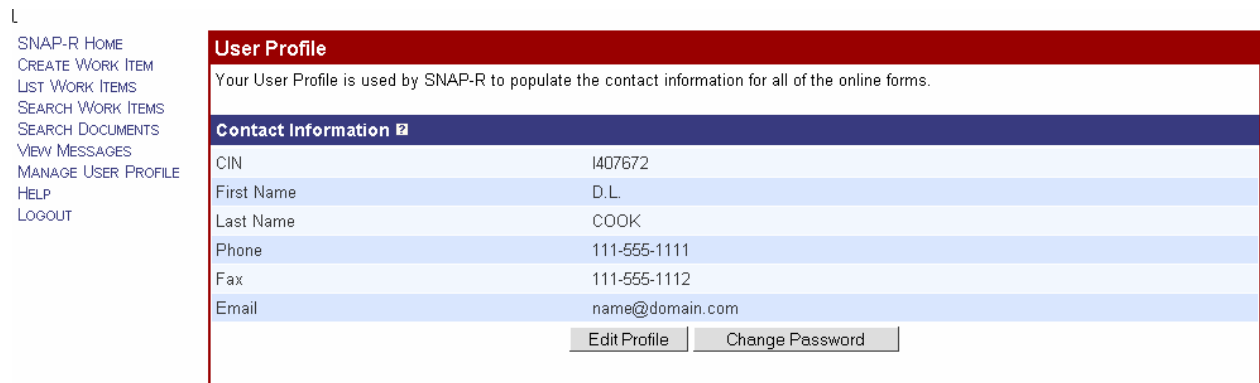 SNAP-R HOME
CREATE WORK ITEM
LIST WORK ITEMS
SEARCH WORK ITEMS
SEARCH DOCUMENTS
VIEW MESSAGES
MANAGE USER PROFILE
HELP
LOGOUT
User Profile
Your User Profile is used by SNAP-R to populate the contact information for all of the online forms.
Contact Information ?
CIN I407672
First Name D.L.
Last Name COOK
Phone 111-555-1111
Fax 111-555-1112
Email name@domain.com
Edit Profile Change Password